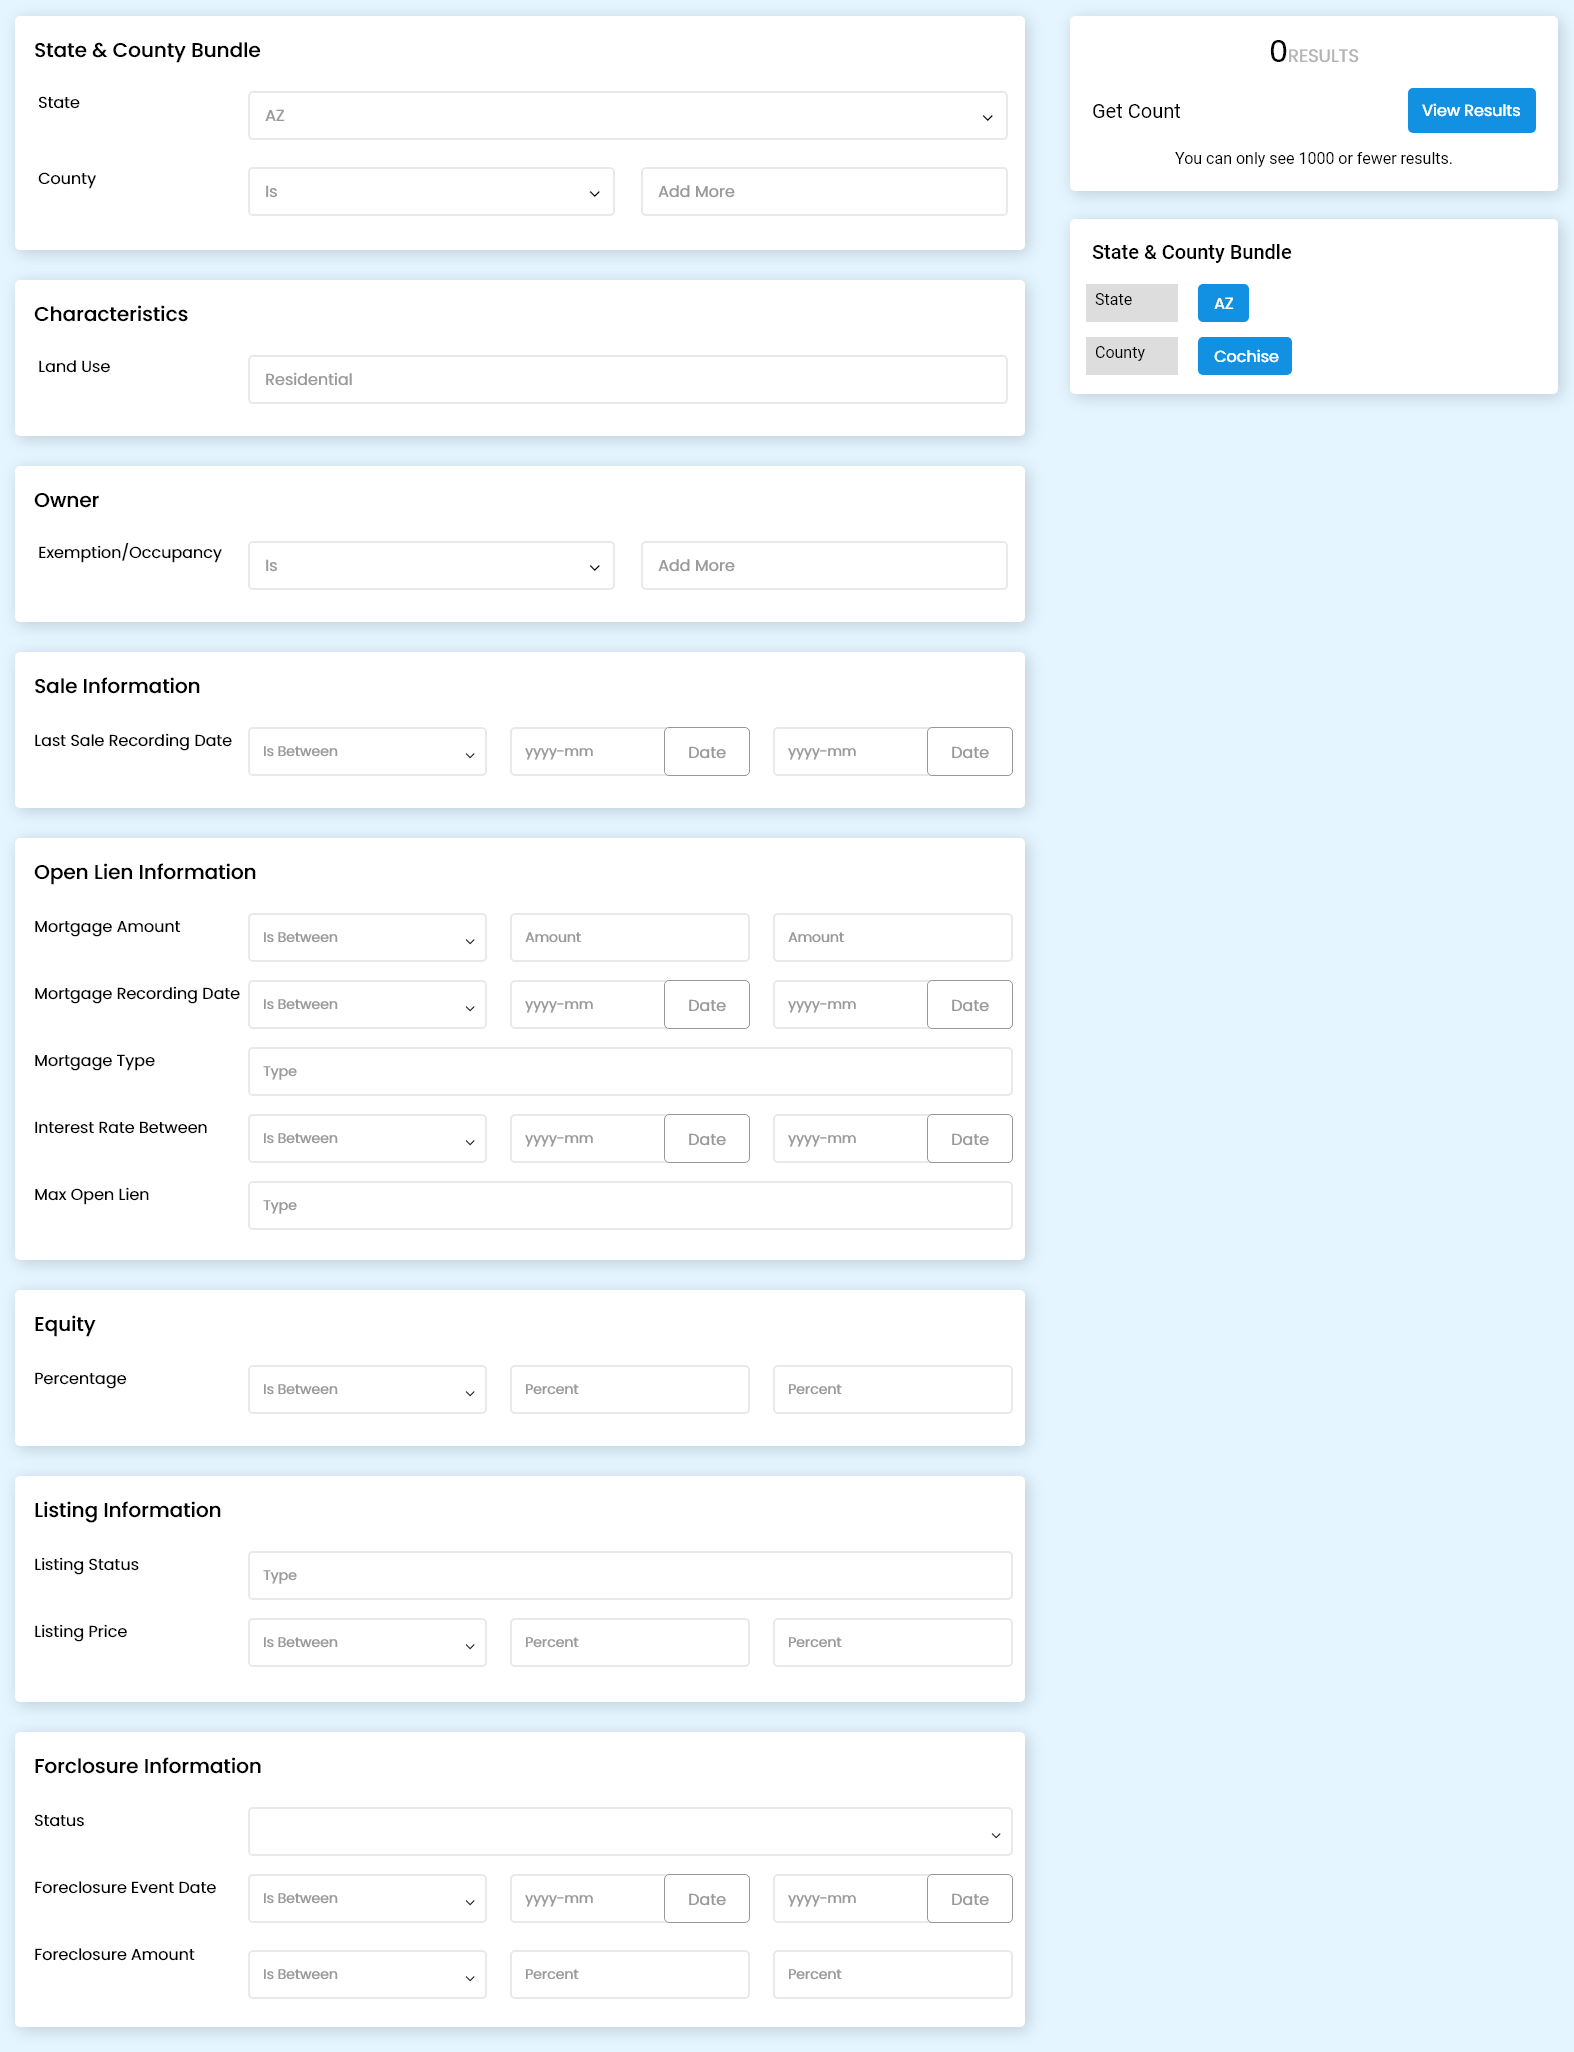 State & County Bundle
State
AZ
County
Is
Add More
Characteristics
Land Use
Residential
Owner
Exemption/Occupancy
Is
Add More
Sale Information
Last Sale Recording Date
Is Between
yyyy-mm
Date
yyyy-mm
Date
Open Lien Information
Mortgage Amount
Is Between
Amount
Amount
Mortgage Recording Date
Is Between
yyyy-mm
Date
yyyy-mm
Date
Mortgage Type
Type
Interest Rate Between
Is Between
yyyy-mm
Date
yyyy-mm
Date
Max Open Lien
Type
Equity
Percentage
Is Between
Percent
Percent
Listing Information
Listing Status
Type
Listing Price
Is Between
Percent
Percent
Forclosure Information
Status
Foreclosure Event Date
Is Between
yyyy-mm
Date
yyyy-mm
Date
Foreclosure Amount
Is Between
Percent
Percent
0RESULTS
Get Count
View Results
You can only see 1000 or fewer results.
State & County Bundle
State
AZ
County
Cochise